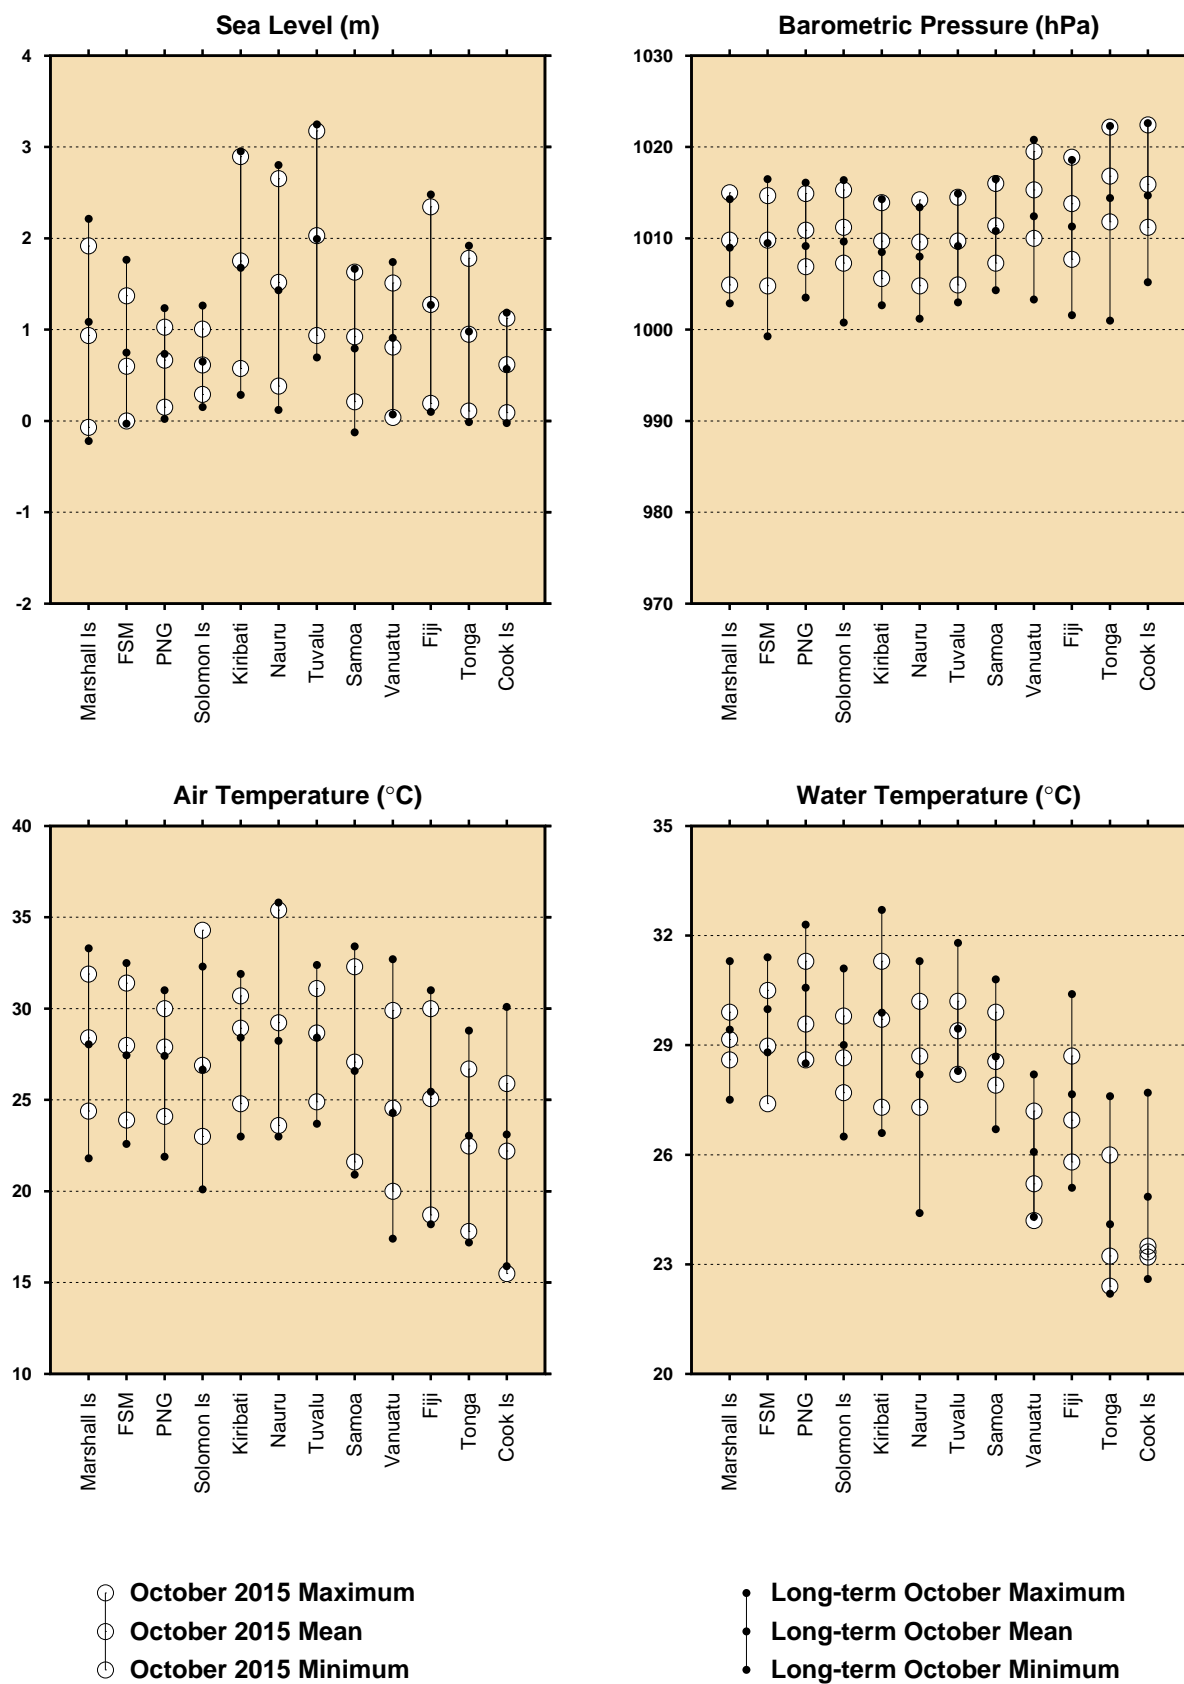 Sea Level (m)
4
3
2
1
0
-1
-2
Marshall Is
FSM
PNG
Solomon Is
Kiribati
Nauru
Tuvalu
Samoa
Vanuatu
Fiji
Tonga
Cook Is
Barometric Pressure (hPa)
1030
1020
1010
1000
990
980
970
Marshall Is
FSM
PNG
Solomon Is
Kiribati
Nauru
Tuvalu
Samoa
Vanuatu
Fiji
Tonga
Cook Is
Air Temperature (°C)
40
35
30
25
20
15
10
Marshall Is
FSM
PNG
Solomon Is
Kiribati
Nauru
Tuvalu
Samoa
Vanuatu
Fiji
Tonga
Cook Is
Water Temperature (°C)
35
32
29
26
23
20
Marshall Is
FSM
PNG
Solomon Is
Kiribati
Nauru
Tuvalu
Samoa
Vanuatu
Fiji
Tonga
Cook Is
October 2015 Maximum
October 2015 Mean
October 2015 Minimum
Long-term October Maximum
Long-term October Mean
Long-term October Minimum